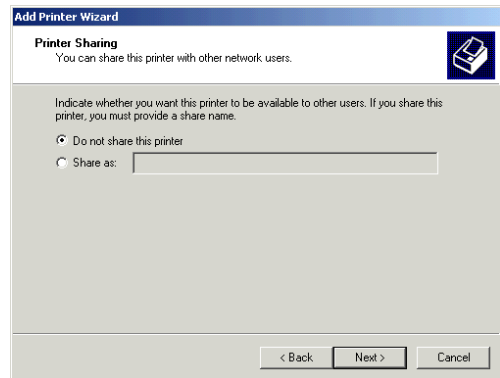 Add Printer Wizard
Printer Sharing
You can share this printer with other network users.
Indicate whether you want this printer to be available to other users. If you share this
printer, you must provide a share name.
Do not share this printer
Share as:
< Back Next > Cancel